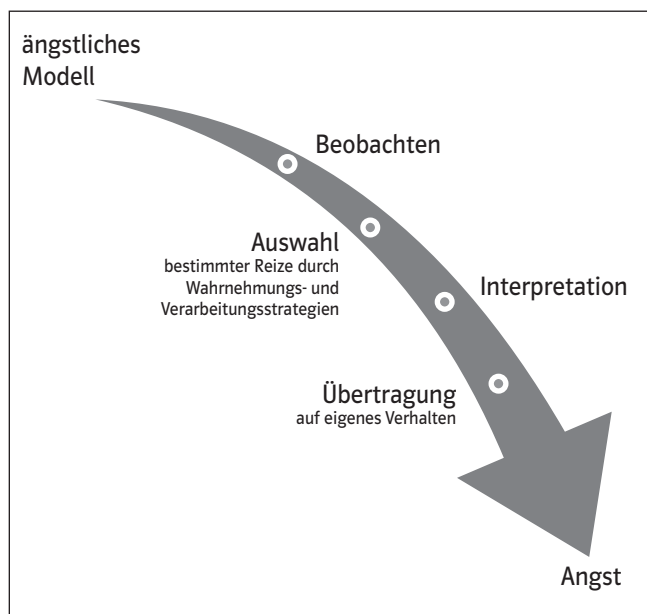 ängstliches
Modell
Beobachten
Auswahl
bestimmter Reize durch
Wahrnehmungs- und
Verarbeitungsstrategien
Interpretation
Übertragung
auf eigenes Verhalten
Angst